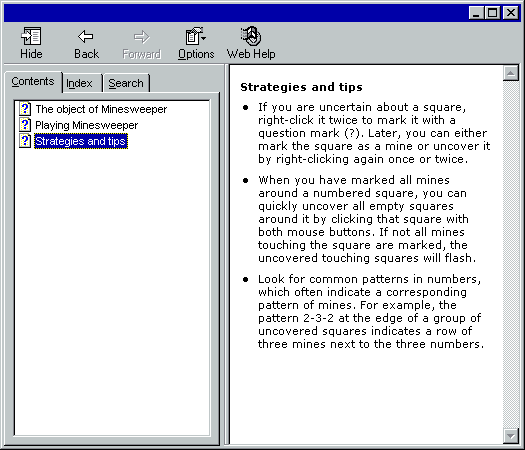 Hide Back Forward Options Web Help
Contents Index Search
The object of Minesweeper
Playing Minesweeper
Strategies and tips
Strategies and tips
• If you are uncertain about a square,
right-click it twice to mark it with a
question mark (?). Later, you can either
mark the square as a mine or uncover it
by right-clicking again once or twice.
• When you have marked all mines
around a numbered square, you can
quickly uncover all empty squares
around it by clicking that square with
both mouse buttons. If not all mines
touching the square are marked, the
uncovered touching squares will flash.
• Look for common patterns in numbers,
which often indicate a corresponding
pattern of mines. For example, the
pattern 2-3-2 at the edge of a group of
uncovered squares indicates a row of
three mines next to the three numbers.